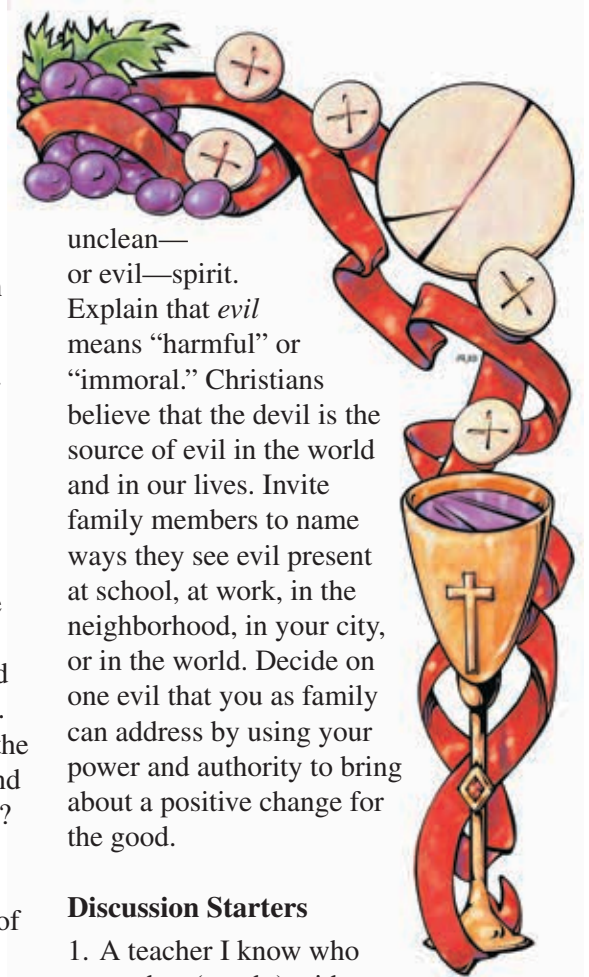 unclean—
or evil—spirit.
Explain that evil
means “harmful” or
“immoral.” Christians
believe that the devil is the
source of evil in the world
and in our lives. Invite
family members to name
ways they see evil present
at school, at work, in the
neighborhood, in your city,
or in the world. Decide on
one evil that you as family
can address by using your
power and authority to bring
about a positive change for
the good.
Discussion Starters
1. A teacher I know who